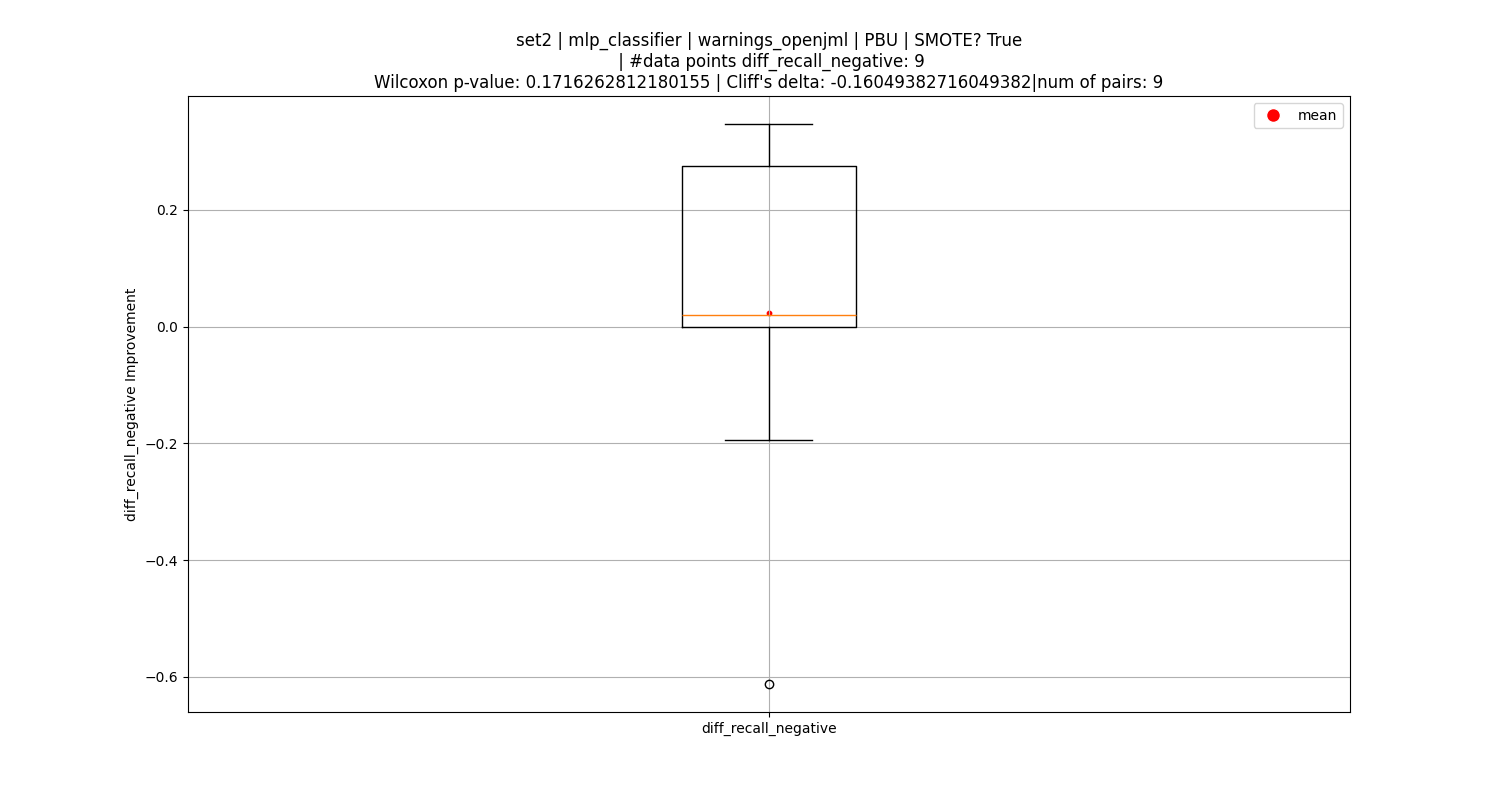 set2 | mlp_classifier | warnings_openjml | PBU | SMOTE? True
| #data points diff_recall_negative: 9
Wilcoxon p-value: 0.1716262812180155 | Cliff's delta: -0.16049382716049382|num of pairs: 9
mean
0.2
0.0
−0.2
−0.4
−0.6
diff_recall_negative Improvement
diff_recall_negative